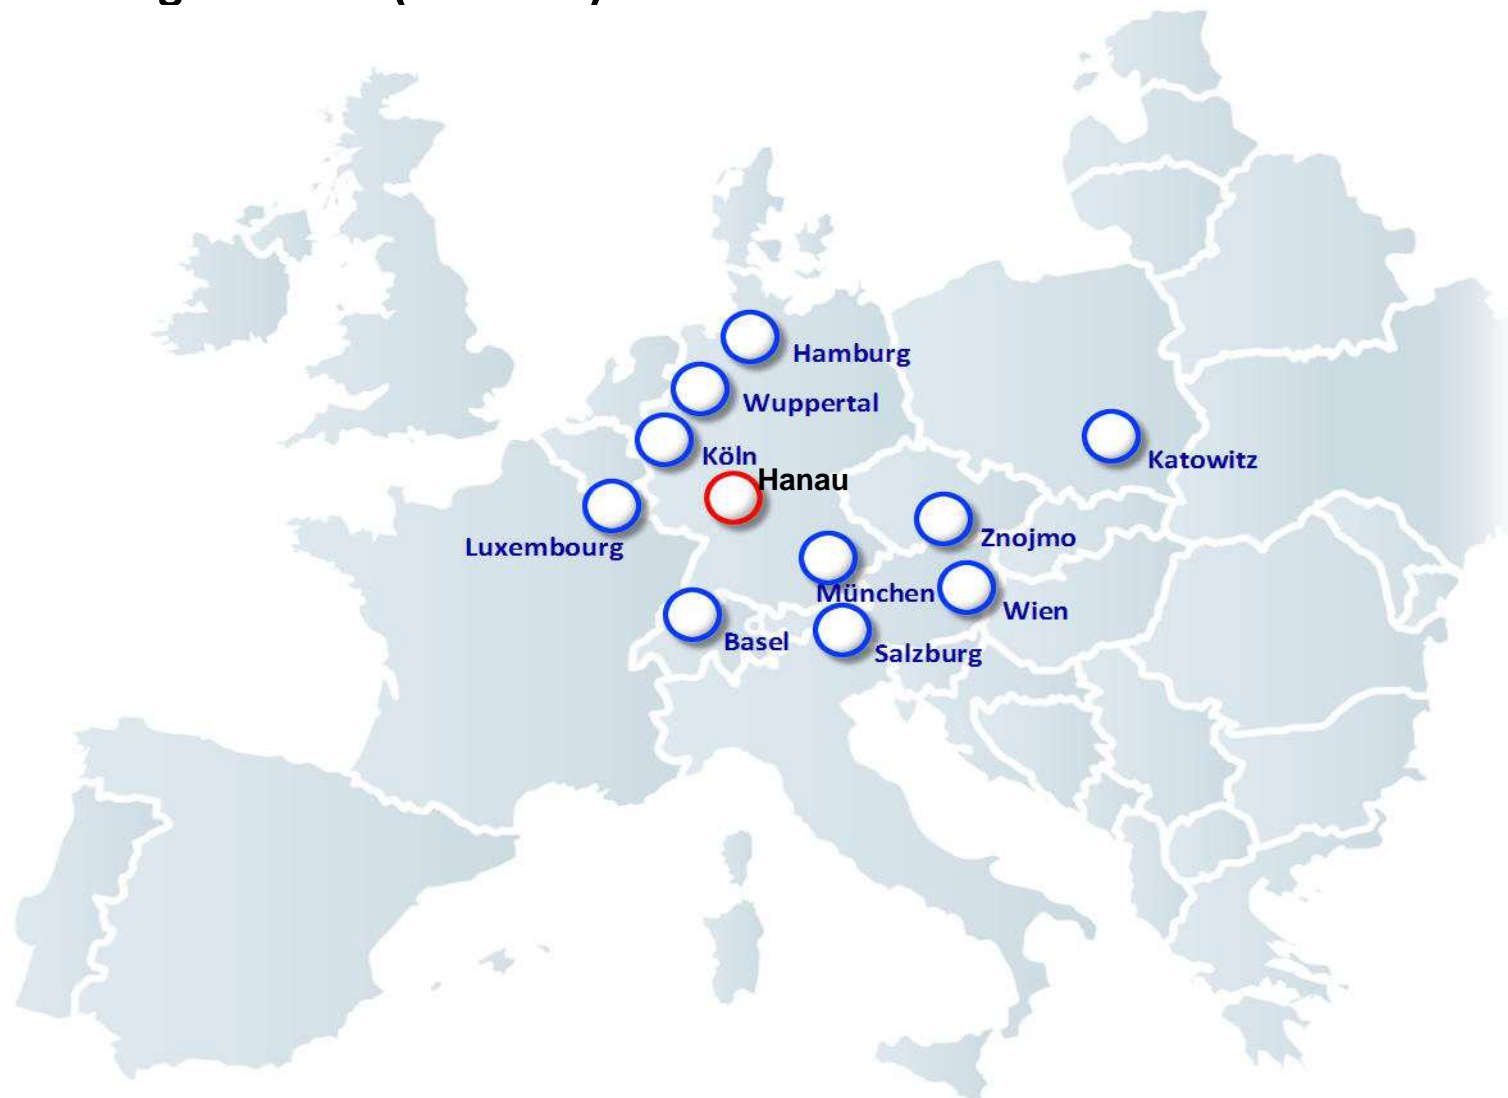 Hamburg
Wuppertal
Köln
Katowitz
Hanau
Znojmo
Luxembourg
München
Wien
Basel
Salzburg